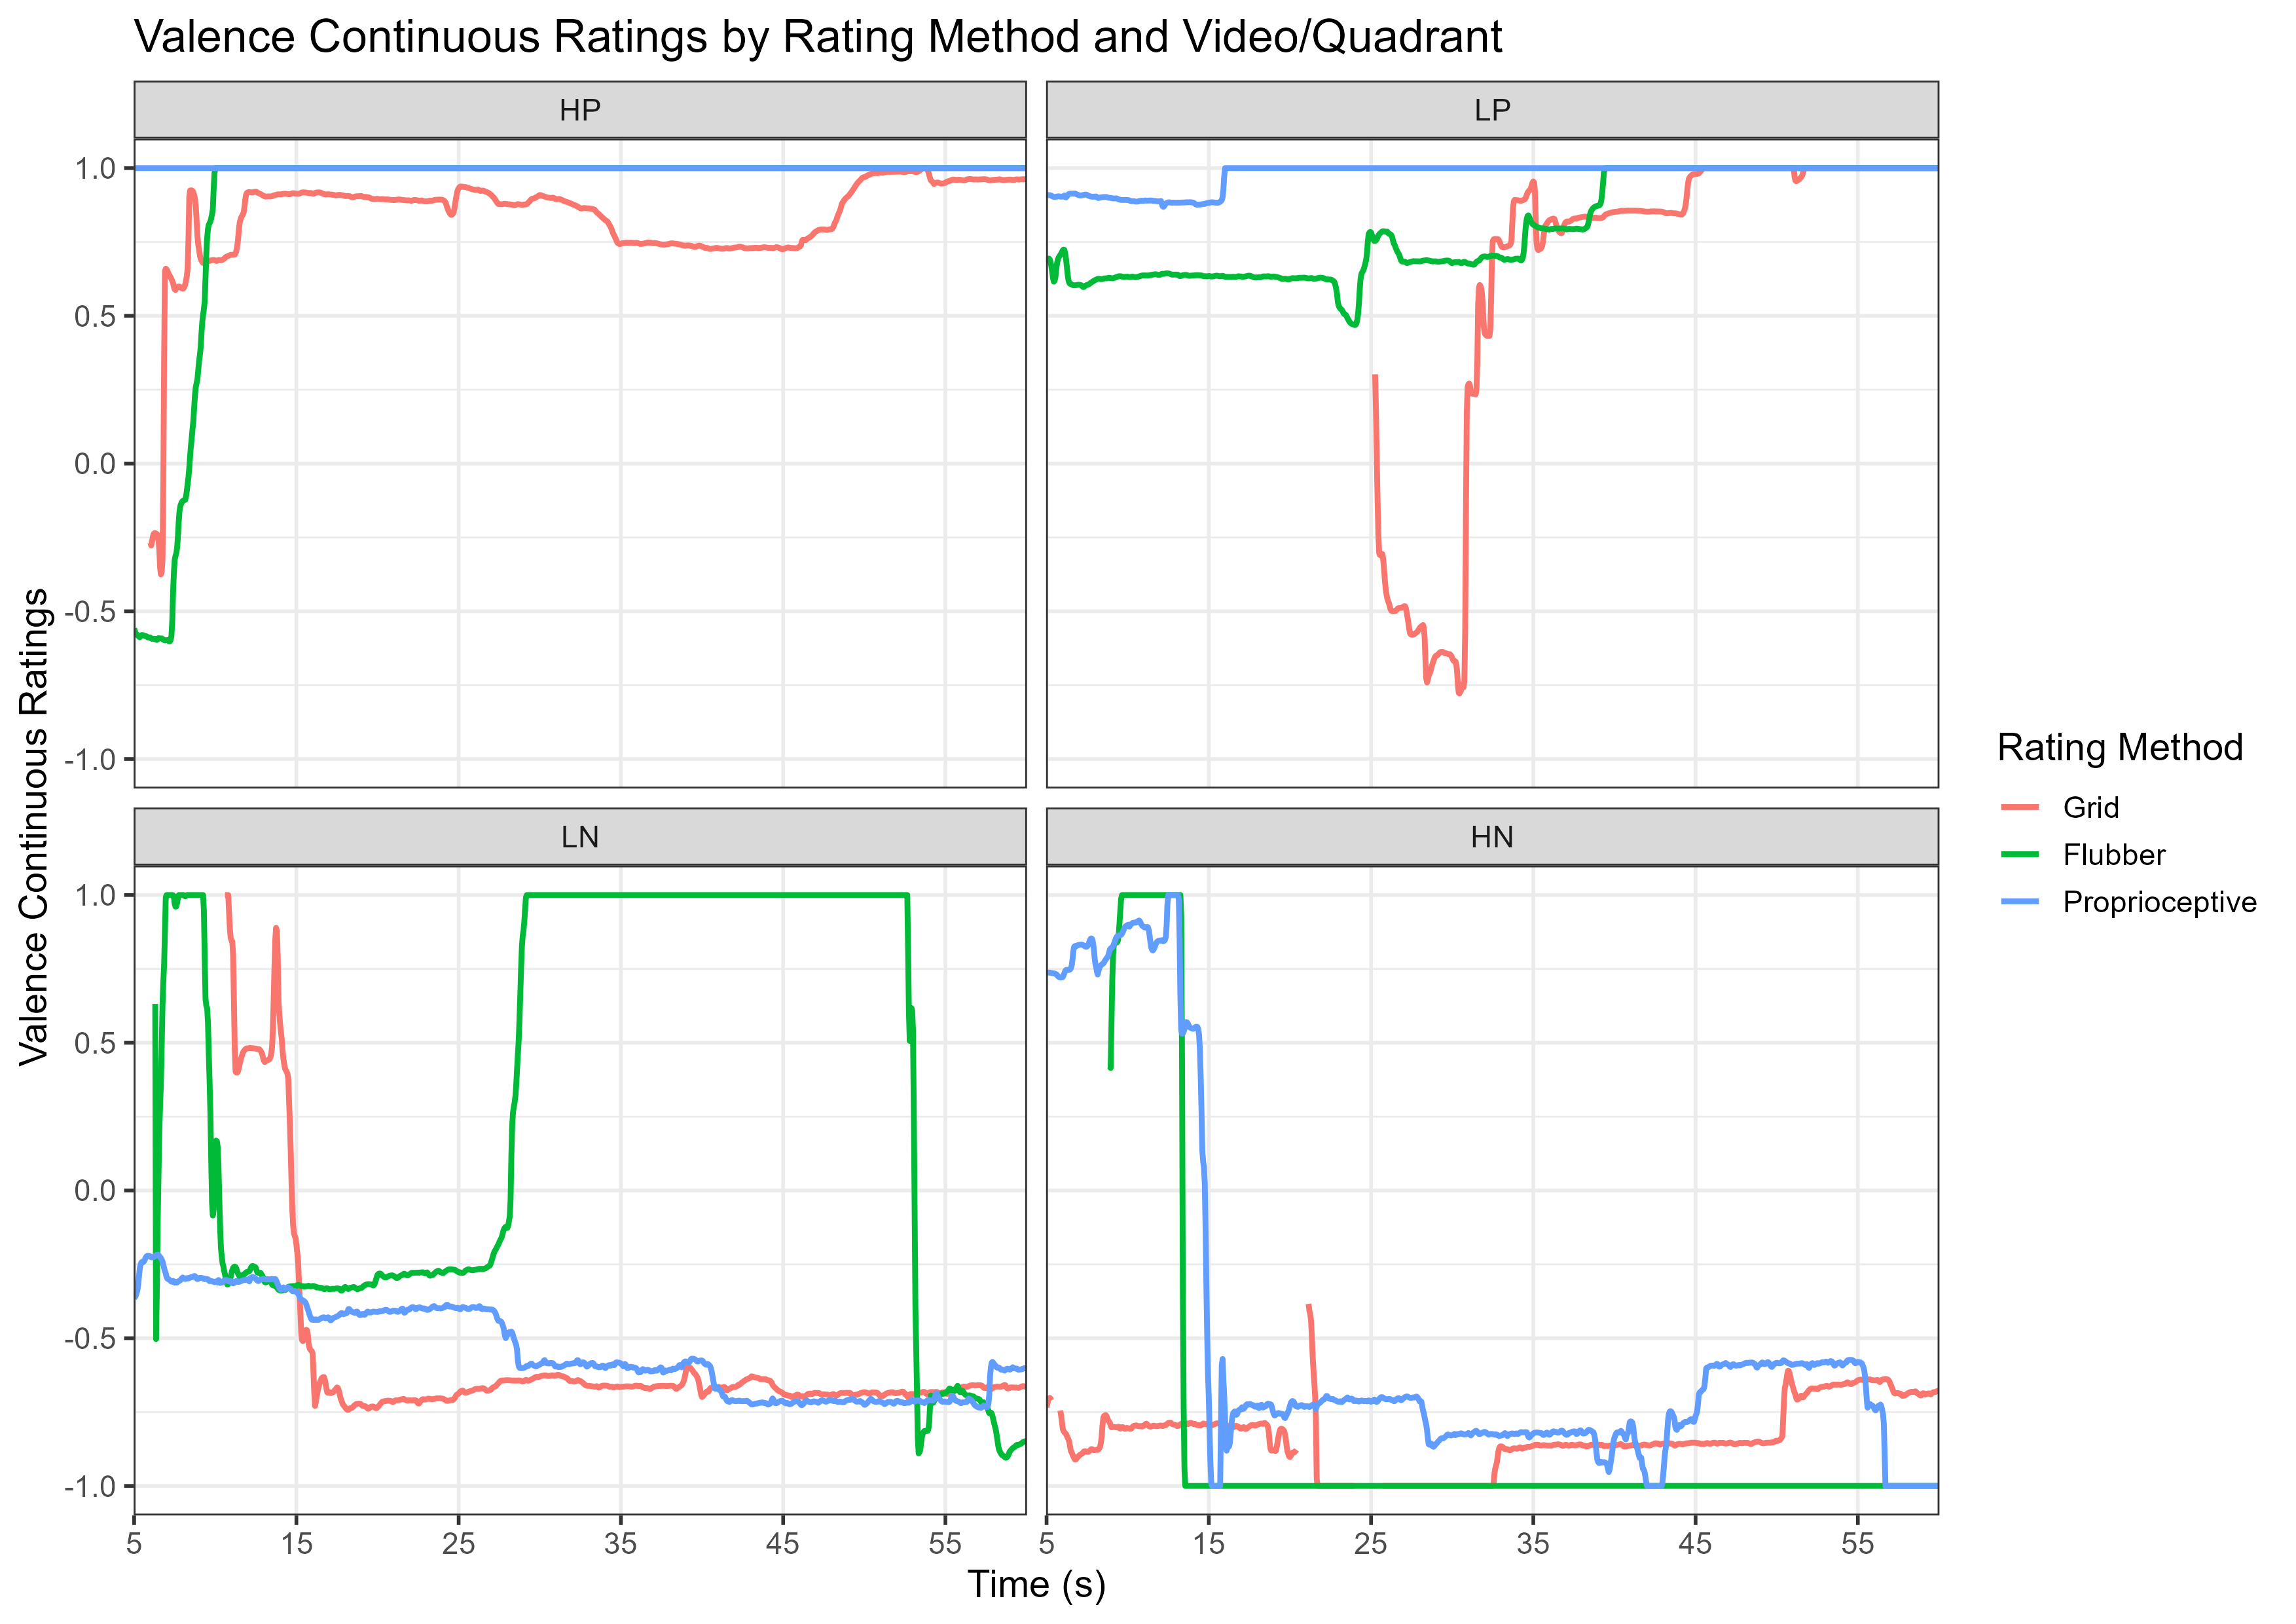 Valence Continuous Ratings by Rating Method and Video/Quadrant
HP
LP
1.0
0.5
0.0
-0.5
-1.0
LN
HN
1.0
0.5
0.0
-0.5
-1.0
5 15 25 35 45 55
5 15 25 35 45 55
Time (s)
Valence Continuous Ratings
Rating Method
Grid
Flubber
Proprioceptive